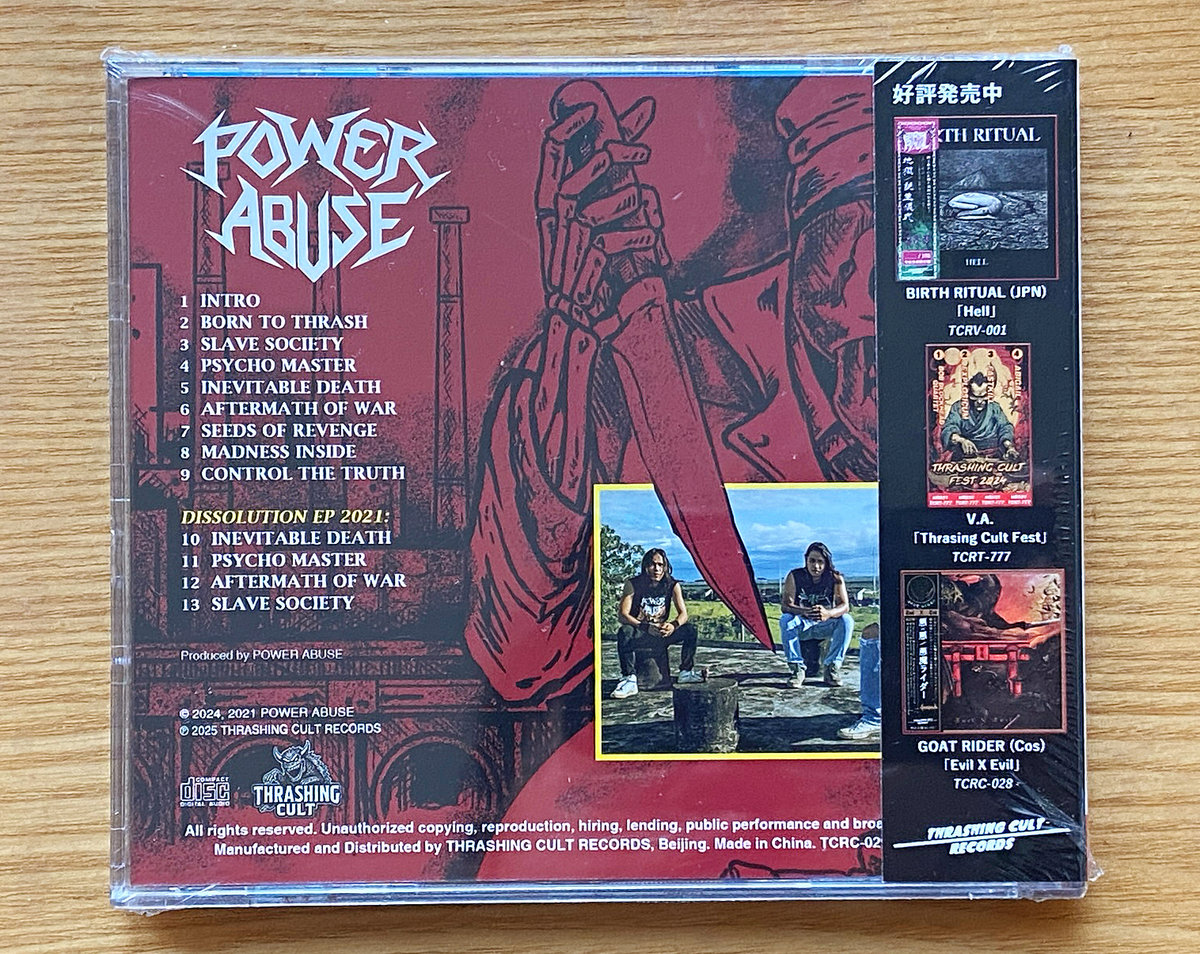 POWER
ABUSE
1 INTRO
2 BORN TO THRASH
3 SLAVE SOCIETY
4 PSYCHO MASTER
5 INEVITABLE DEATH
6 AFTERMATH OF WAR
7 SEEDS OF REVENGE
8 MADNESS INSIDE
9 CONTROL THE TRUTH
DISSOLUTION EP 2021:
10 INEVITABLE DEATH
11 PSYCHO MASTER
12 AFTERMATH OF WAR
13 SLAVE SOCIETY
Produced by POWER ABUSE
© 2024, 2021 POWER ABUSE
℗ 2025 THRASHING CULT RECORDS
COMPACT
disc
DIGITAL AUDIO
THRASHING
CULT
All rights reserved. Unauthorized copying, reproduction, hiring, lending, public performance and
Manufactured and Distributed by THRASHING CULT RECORDS, Beijing. Made in China.
POWER
ABUSE
好評発売中
RITUAL
HELL
BIRTH RITUAL (JPN)
「Hell」
TCRV-001
1 2 3 4
THRASHING CULT
FEST 2024
V.A.
「Thrasing Cult Fest」
TCRT-777
GOAT RIDER (Cos)
「Evil X Evil」
TCRC-028
THRASHING CULT
RECORDS